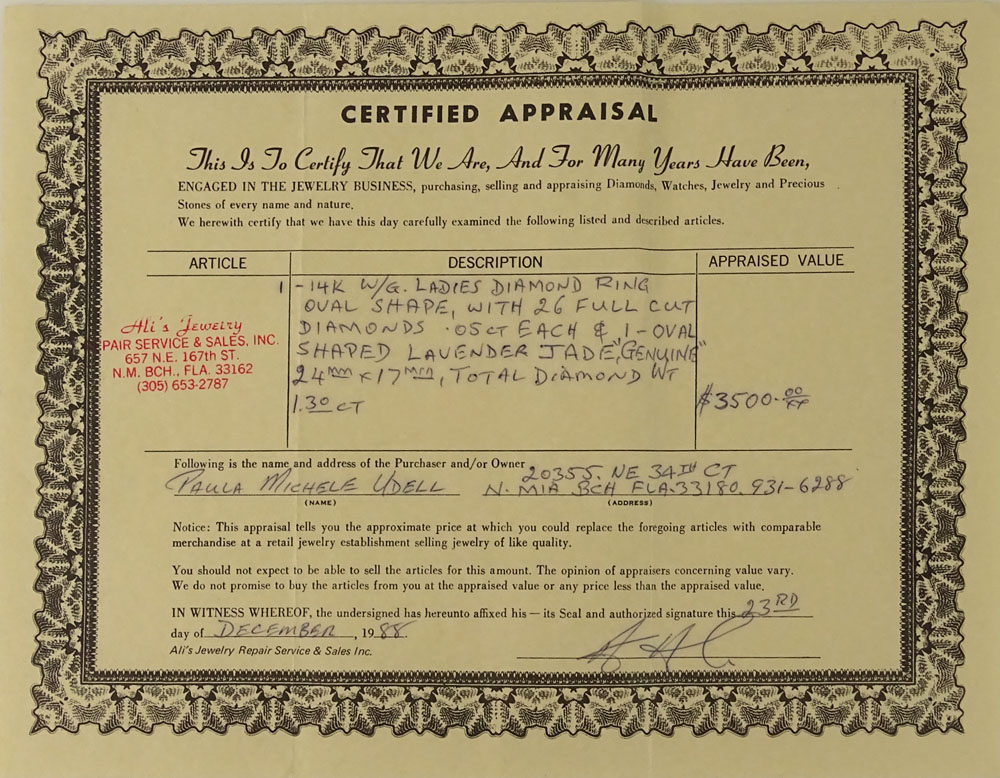 CERTIFIED APPRAISAL
This Is To Certify That We Are, And For Many Years Have Been,
ENGAGED IN THE JEWELRY BUSINESS, purchasing, selling and appraising Diamonds, Watches, Jewelry and Precious
Stones of every name and nature.
We herewith certify that we have this day carefully examined the following listed and described articles.
ARTICLE DESCRIPTION APPRAISED VALUE
1 - 14K W/G. LADIES DIAMOND RING
OVAL SHAPE, WITH 26 FULL CUT
DIAMONDS .05CT EACH & 1-OVAL
SHAPED LAVENDER JADE, "GENUINE"
24mm x 17mm, TOTAL DIAMOND WT
1.30 CT
$3500.00
Ali's Jewelry
PAIR SERVICE & SALES, INC.
657 N.E. 167th ST.
N.M. BCH., FLA. 33162
(305) 653-2787
Following is the name and address of the Purchaser and/or Owner 20355. NE 34TH CT
PAULA MICHELE UDELL N. MIA BCH FLA. 33180. 931-6288
(NAME) (ADDRESS)
Notice: This appraisal tells you the approximate price at which you could replace the foregoing articles with comparable
merchandise at a retail jewelry establishment selling jewelry of like quality.
You should not expect to be able to sell the articles for this amount. The opinion of appraisers concerning value vary.
We do not promise to buy the articles from you at the appraised value or any price less than the appraised value.
IN WITNESS WHEREOF, the undersigned has hereunto affixed his — its Seal and authorized signature this 23RD
day of DECEMBER, 1988.
Ali's Jewelry Repair Service & Sales Inc.